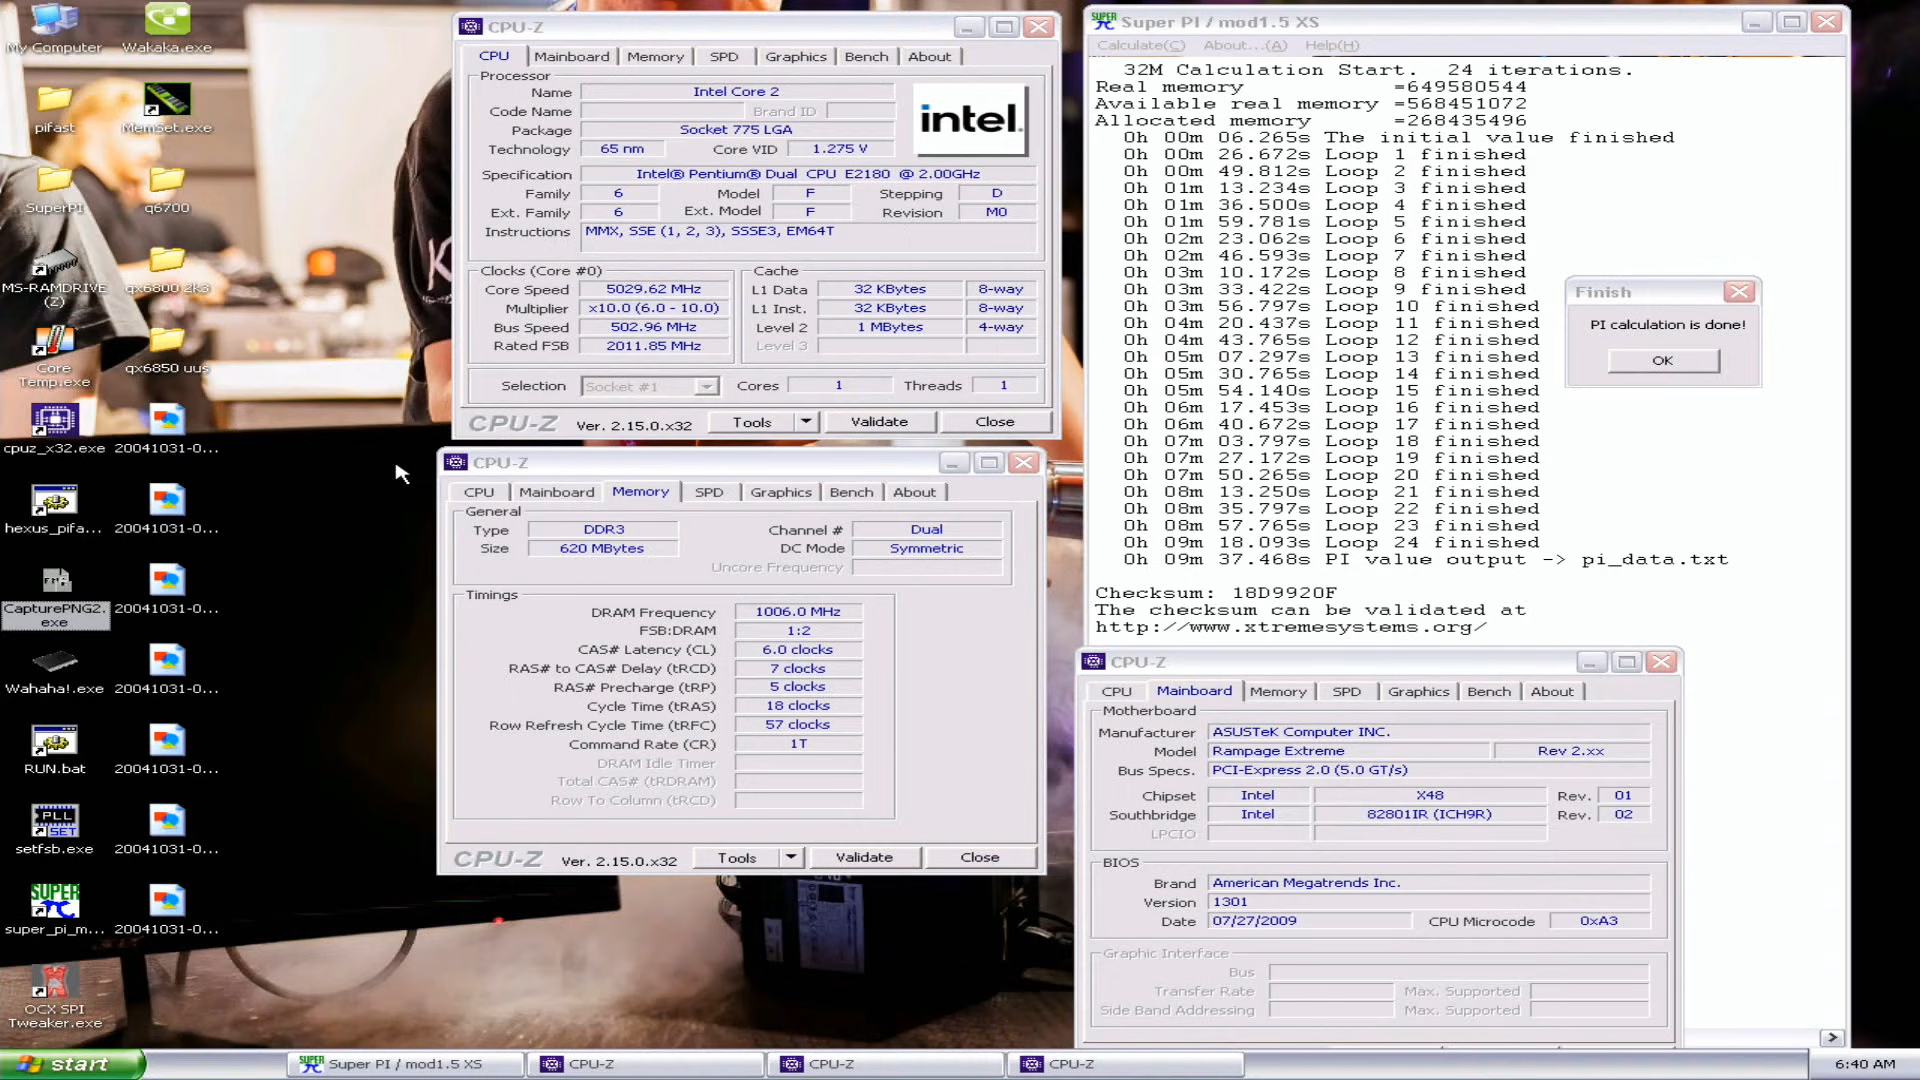 My Computer
Wakaka.exe
pifast
MemSet.exe
SuperPI
q6700
MS-RAMDRIVE
(Z)
qx6800 2k3
Core
Temp.exe
qx6850 uus
cpuz_x32.exe
20041031-0...
hexus_pifa...
20041031-0...
CapturePNG2.
exe
20041031-0...
Wahaha!.exe
20041031-0...
RUN.bat
20041031-0...
PLL
SET
setfsb.exe
20041031-0...
SUPER
super_pi_m...
20041031-0...
OCX SPI
Tweaker.exe
CPU-Z
CPU Mainboard Memory SPD Graphics Bench About
Processor
Name Intel Core 2
Code Name Brand ID
Package Socket 775 LGA
Technology 65 nm Core VID 1.275 V
intel.
Specification Intel® Pentium® Dual CPU E2180 @ 2.00GHz
Family 6 Model F Stepping D
Ext. Family 6 Ext. Model F Revision M0
Instructions MMX, SSE (1, 2, 3), SSSE3, EM64T
Clocks (Core #0)
Core Speed 5029.62 MHz
Multiplier x10.0 (6.0 - 10.0)
Bus Speed 502.96 MHz
Rated FSB 2011.85 MHz
Cache
L1 Data 32 KBytes 8-way
L1 Inst. 32 KBytes 8-way
Level 2 1 MBytes 4-way
Level 3
Selection Socket #1 Cores 1 Threads 1
CPU-Z Ver. 2.15.0.x32 Tools Validate Close
CPU-Z
CPU Mainboard Memory SPD Graphics Bench About
General
Type DDR3 Channel # Dual
Size 620 MBytes DC Mode Symmetric
Uncore Frequency
Timings
DRAM Frequency 1006.0 MHz
FSB:DRAM 1:2
CAS# Latency (CL) 6.0 clocks
RAS# to CAS# Delay (tRCD) 7 clocks
RAS# Precharge (tRP) 5 clocks
Cycle Time (tRAS) 18 clocks
Row Refresh Cycle Time (tRFC) 57 clocks
Command Rate (CR) 1T
DRAM Idle Timer
Total CAS# (tRDRAM)
Row To Column (tRCD)
CPU-Z Ver. 2.15.0.x32 Tools Validate Close
SUPER Super PI / mod1.5 XS
Calculate(C) About...(A) Help(H)
32M Calculation Start. 24 iterations.
Real memory =649580544
Available real memory =568451072
Allocated memory =268435496
0h 00m 06.265s The initial value finished
0h 00m 26.672s Loop 1 finished
0h 00m 49.812s Loop 2 finished
0h 01m 13.234s Loop 3 finished
0h 01m 36.500s Loop 4 finished
0h 01m 59.781s Loop 5 finished
0h 02m 23.062s Loop 6 finished
0h 02m 46.593s Loop 7 finished
0h 03m 10.172s Loop 8 finished
0h 03m 33.422s Loop 9 finished
0h 03m 56.797s Loop 10 finished
0h 04m 20.437s Loop 11 finished
0h 04m 43.765s Loop 12 finished
0h 05m 07.297s Loop 13 finished
0h 05m 30.765s Loop 14 finished
0h 05m 54.140s Loop 15 finished
0h 06m 17.453s Loop 16 finished
0h 06m 40.672s Loop 17 finished
0h 07m 03.797s Loop 18 finished
0h 07m 27.172s Loop 19 finished
0h 07m 50.265s Loop 20 finished
0h 08m 13.250s Loop 21 finished
0h 08m 35.797s Loop 22 finished
0h 08m 57.765s Loop 23 finished
0h 09m 18.093s Loop 24 finished
0h 09m 37.468s PI value output -> pi_data.txt
Checksum: 18D9920F
The checksum can be validated at
http://www.xtremesystems.org/
Finish
PI calculation is done!
OK
CPU-Z
CPU Mainboard Memory SPD Graphics Bench About
Motherboard
Manufacturer ASUSTeK Computer INC.
Model Rampage Extreme Rev 2.xx
Bus Specs. PCI-Express 2.0 (5.0 GT/s)
Chipset Intel X48 Rev. 01
Southbridge Intel 82801IR (ICH9R) Rev. 02
LPCIO
BIOS
Brand American Megatrends Inc.
Version 1301
Date 07/27/2009 CPU Microcode 0xA3
Graphic Interface
Bus
Transfer Rate Max. Supported
Side Band Addressing Max. Supported
start
SUPER Super PI / mod1.5 XS
CPU-Z
CPU-Z
CPU-Z
6:40 AM